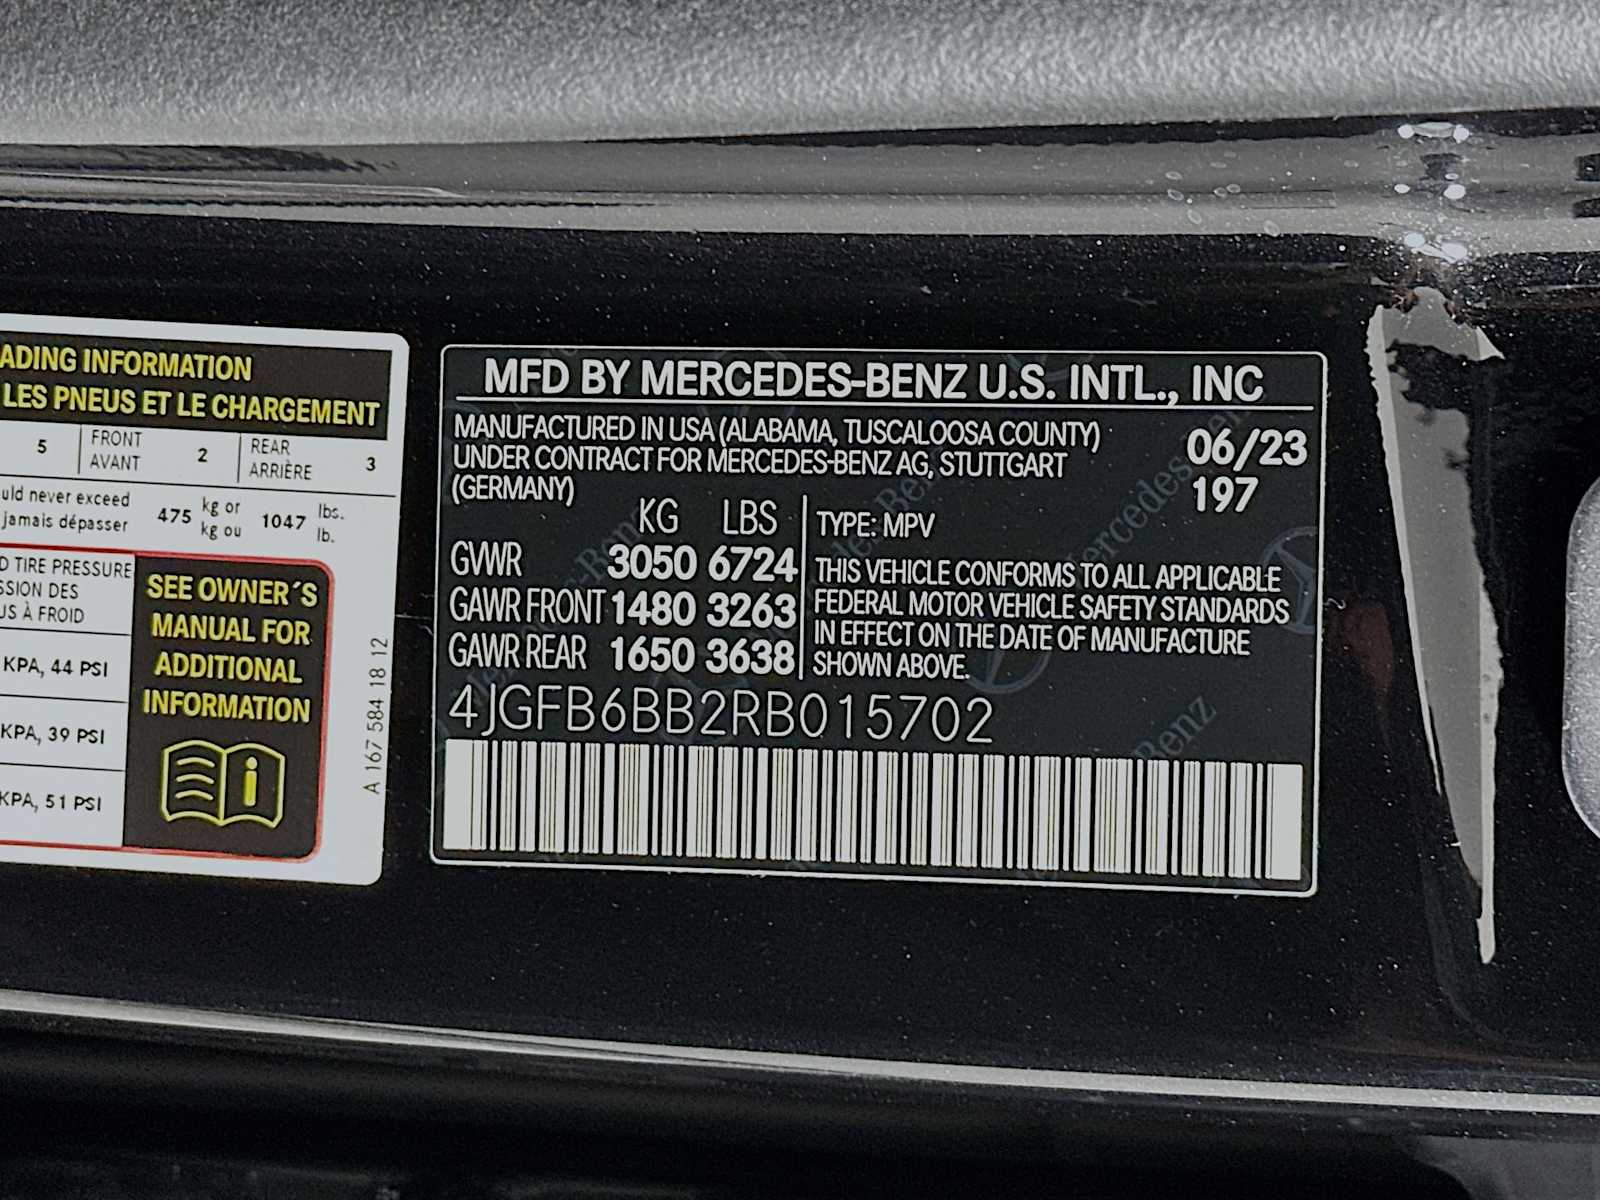 ADING INFORMATION
LES PNEUS ET LE CHARGEMENT
5 FRONT AVANT 2 REAR ARRIÈRE 3
uld never exceed
jamais dépasser
475 kg or kg ou 1047 lbs. lb.
D TIRE PRESSURE
SSION DES
US À FROID
KPA, 44 PSI
KPA, 39 PSI
KPA, 51 PSI
SEE OWNER´S
MANUAL FOR
ADDITIONAL
INFORMATION
i
A 167 584 18 12
MFD BY MERCEDES-BENZ U.S. INTL., INC
MANUFACTURED IN USA (ALABAMA, TUSCALOOSA COUNTY)
UNDER CONTRACT FOR MERCEDES-BENZ AG, STUTTGART
(GERMANY)
06/23
197
KG LBS
GVWR 3050 6724
GAWR FRONT 1480 3263
GAWR REAR 1650 3638
TYPE: MPV
THIS VEHICLE CONFORMS TO ALL APPLICABLE
FEDERAL MOTOR VEHICLE SAFETY STANDARDS
IN EFFECT ON THE DATE OF MANUFACTURE
SHOWN ABOVE.
4JGFB6BB2RB015702